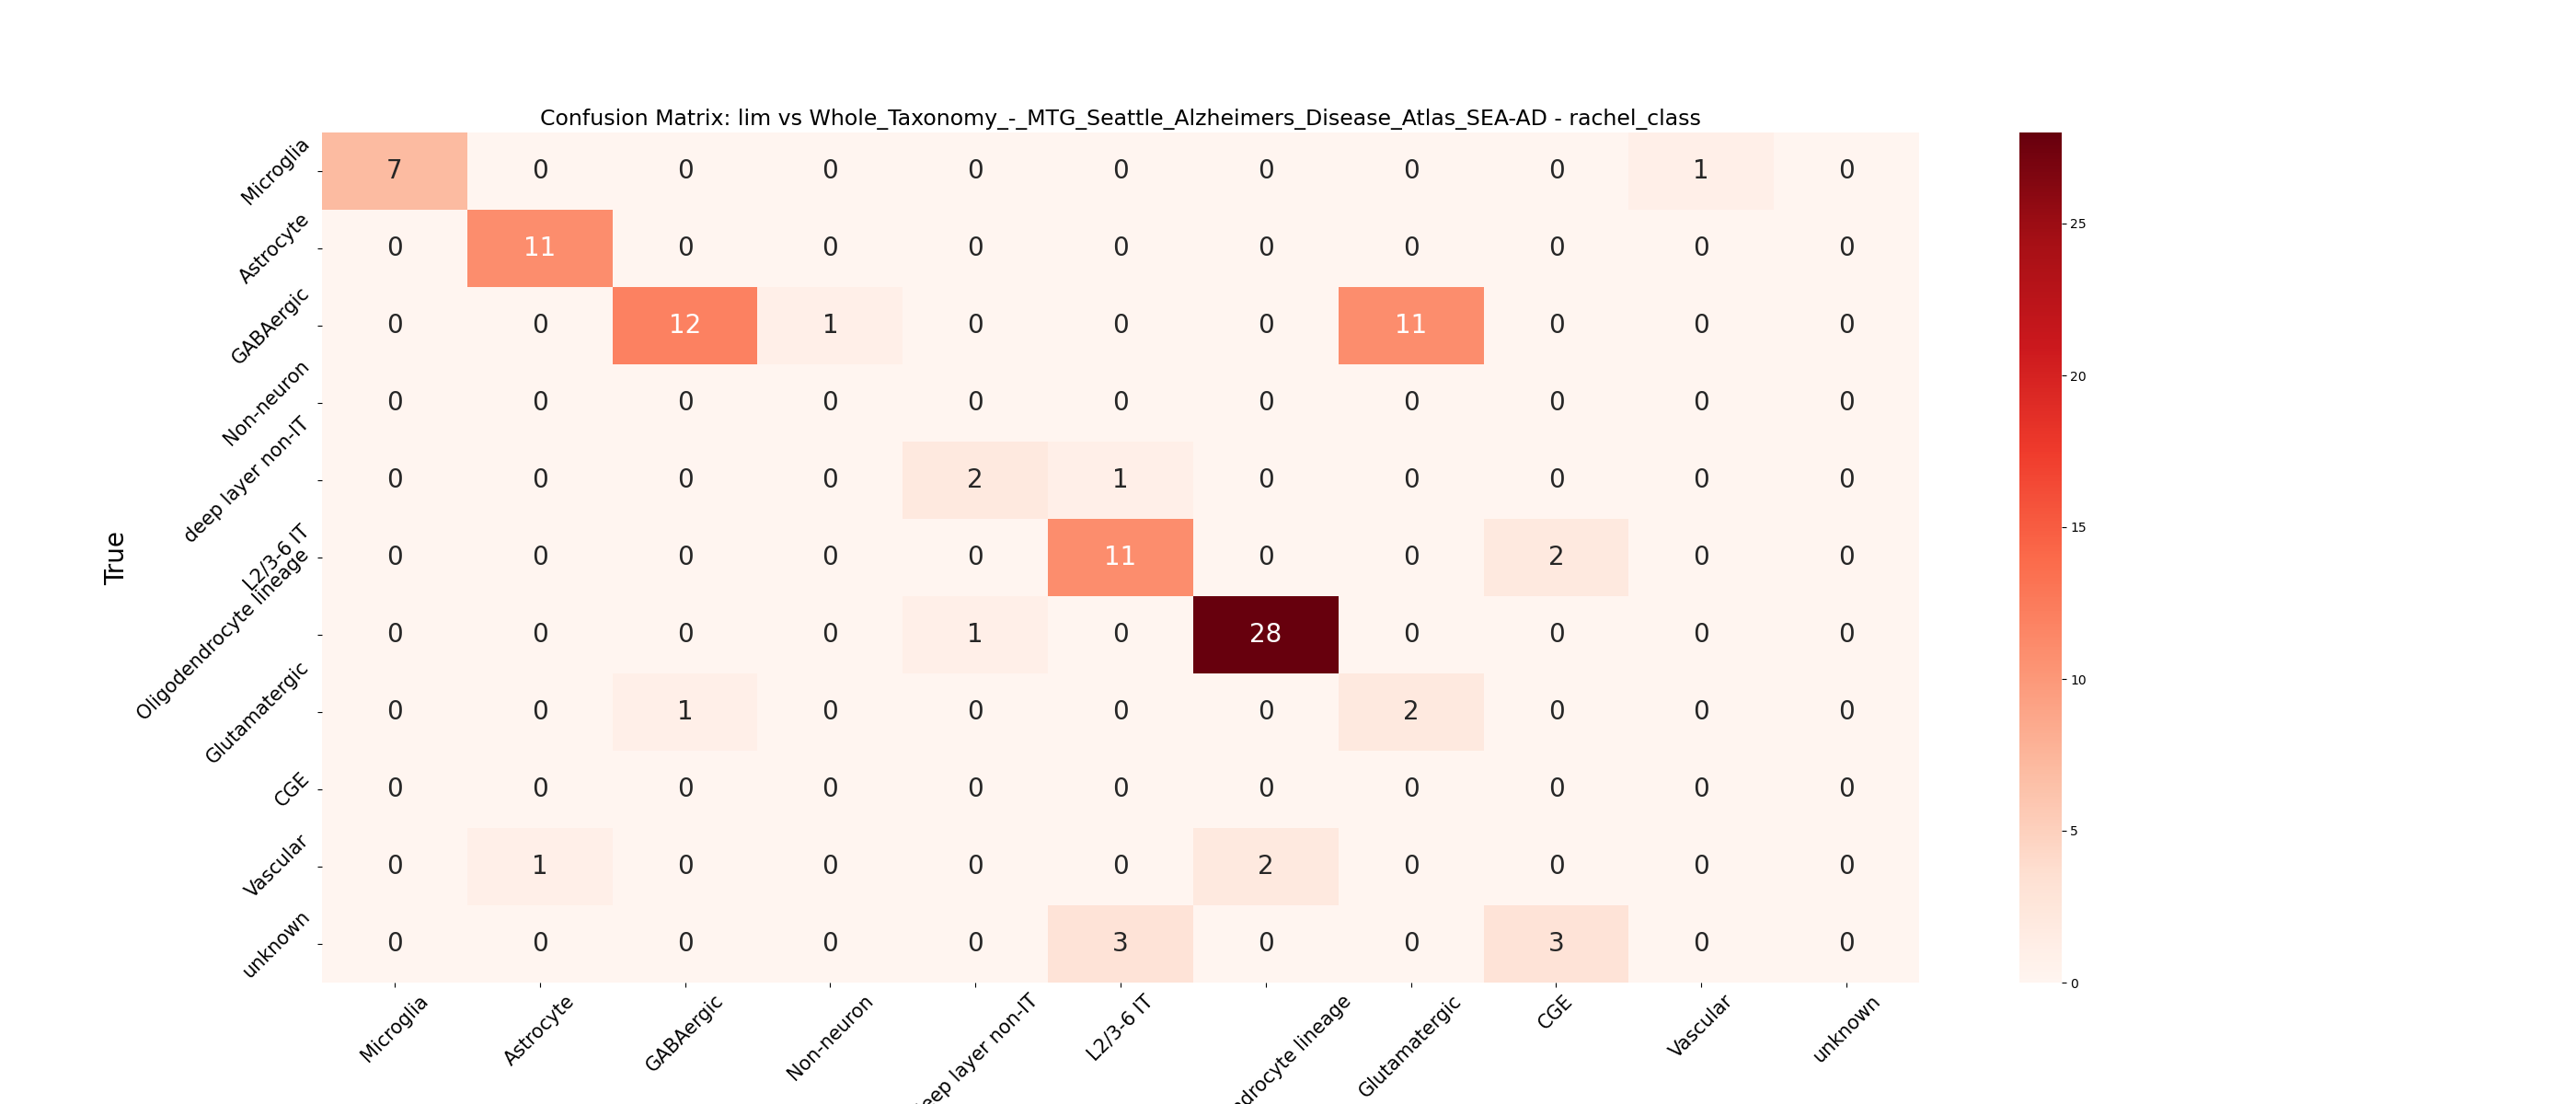 Confusion Matrix: lim vs Whole_Taxonomy_-_MTG_Seattle_Alzheimers_Disease_Atlas_SEA-AD - rachel_class
True
Microglia 7 0 0 0 0 0 0 0 0 1 0
Astrocyte 0 11 0 0 0 0 0 0 0 0 0
GABAergic 0 0 12 1 0 0 0 11 0 0 0
Non-neuron 0 0 0 0 0 0 0 0 0 0 0
deep layer non-IT 0 0 0 0 2 1 0 0 0 0 0
L2/3-6 IT 0 0 0 0 0 11 0 0 2 0 0
Oligodendrocyte lineage 0 0 0 0 1 0 28 0 0 0 0
Glutamatergic 0 0 1 0 0 0 0 2 0 0 0
CGE 0 0 0 0 0 0 0 0 0 0 0
Vascular 0 1 0 0 0 0 2 0 0 0 0
unknown 0 0 0 0 0 3 0 0 3 0 0
Microglia Astrocyte GABAergic Non-neuron eep layer non-IT L2/3-6 IT ndrocyte lineage Glutamatergic CGE Vascular unknown
25
20
15
10
5
0